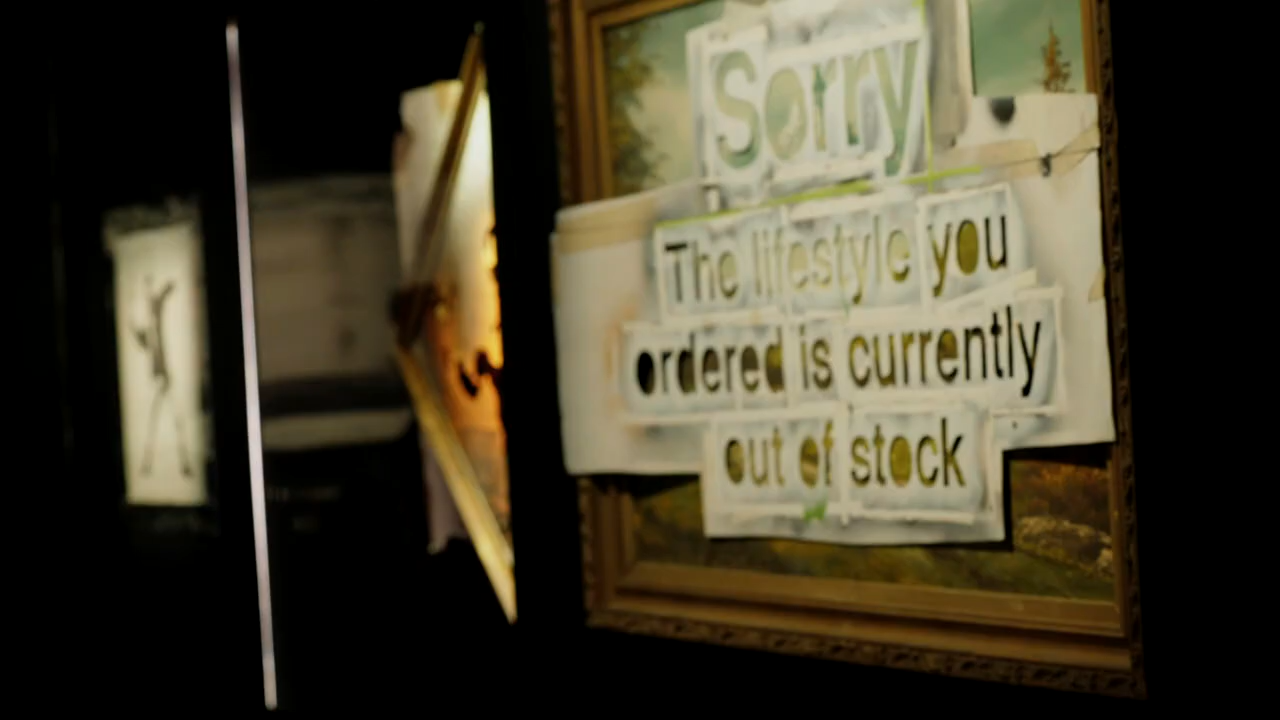 Sorry
The lifestyle you
ordered is currently
out of stock